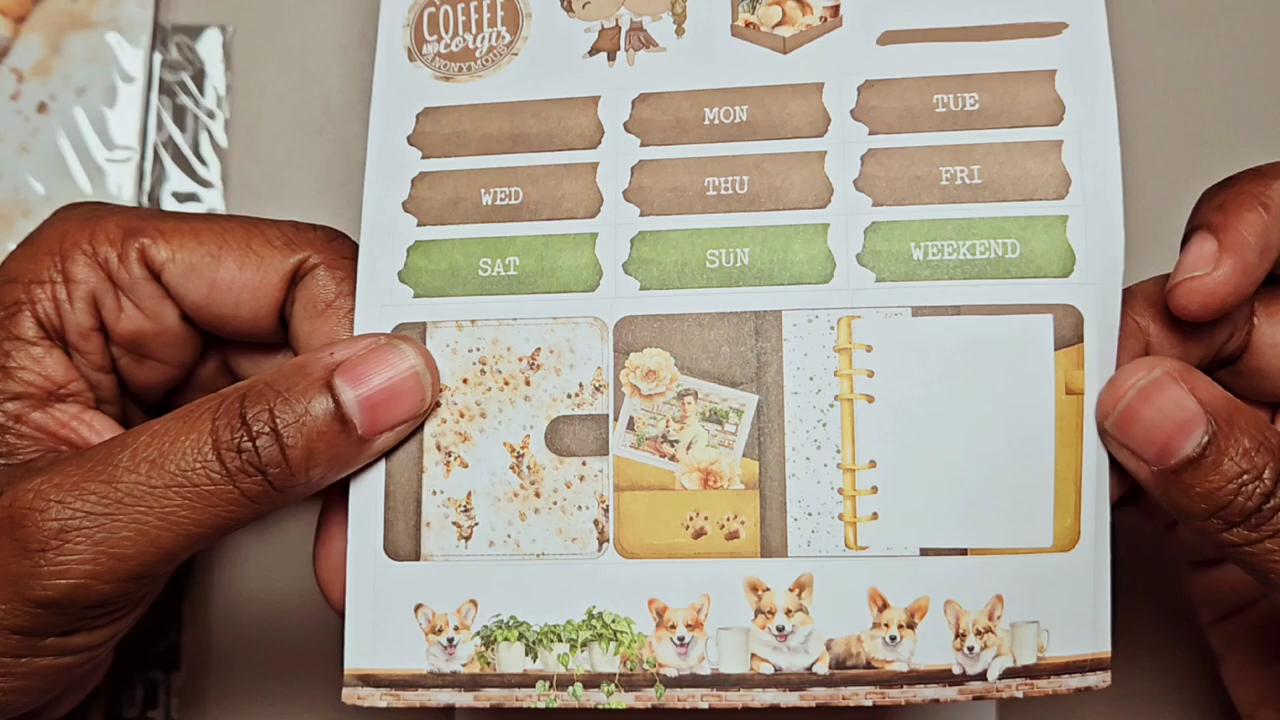 COFFEE
AND corgis
ANONYMOUS
MON
TUE
WED
THU
FRI
SAT
SUN
WEEKEND